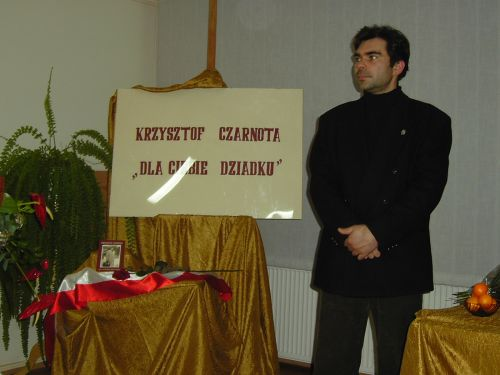 KRZYSZTOF CZARNOTA
„DLA CIEBIE DZIADKU"